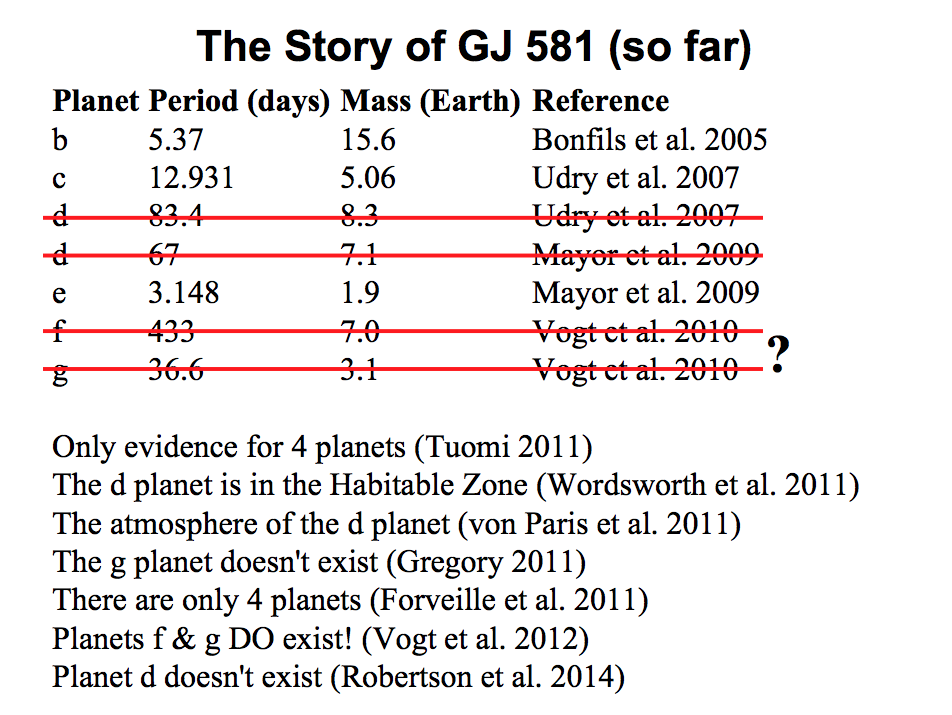 The Story of GJ 581 (so far)
Planet Period (days) Mass (Earth) Reference
b 5.37 15.6 Bonfils et al. 2005
c 12.931 5.06 Udry et al. 2007
d 83.4 8.3 Udry et al. 2007
d 67 7.1 Mayor et al. 2009
e 3.148 1.9 Mayor et al. 2009
f 433 7.0 Vogt et al. 2010
g 36.6 3.1 Vogt et al. 2010
?
Only evidence for 4 planets (Tuomi 2011)
The d planet is in the Habitable Zone (Wordsworth et al. 2011)
The atmosphere of the d planet (von Paris et al. 2011)
The g planet doesn't exist (Gregory 2011)
There are only 4 planets (Forveille et al. 2011)
Planets f & g DO exist! (Vogt et al. 2012)
Planet d doesn't exist (Robertson et al. 2014)